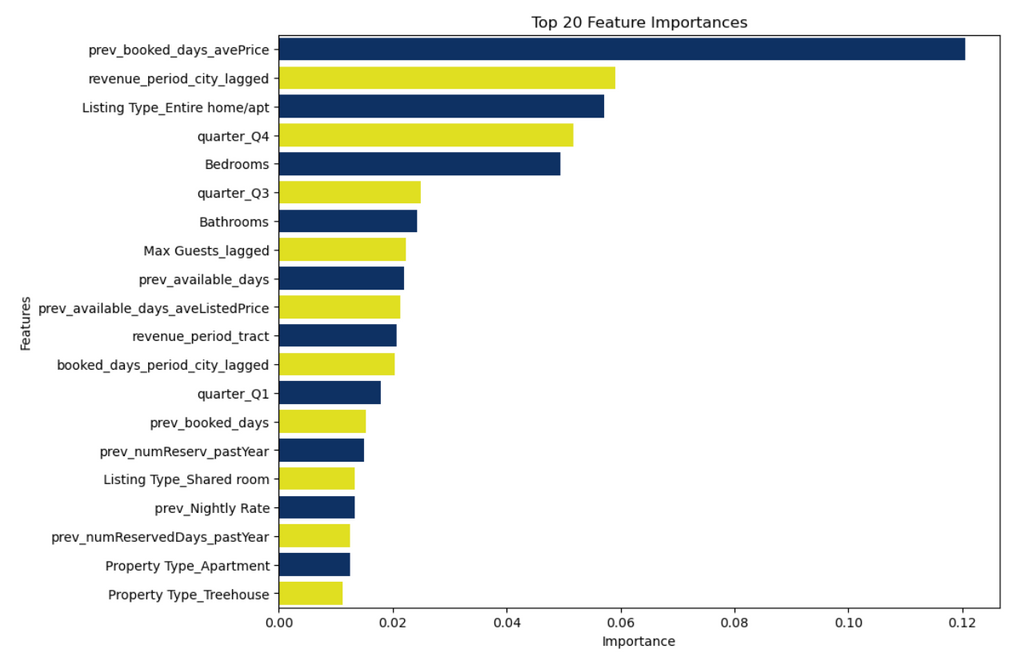 Top 20 Feature Importances
Features
prev_booked_days_avePrice
revenue_period_city_lagged
Listing Type_Entire home/apt
quarter_Q4
Bedrooms
quarter_Q3
Bathrooms
Max Guests_lagged
prev_available_days
prev_available_days_aveListedPrice
revenue_period_tract
booked_days_period_city_lagged
quarter_Q1
prev_booked_days
prev_numReserv_pastYear
Listing Type_Shared room
prev_Nightly Rate
prev_numReservedDays_pastYear
Property Type_Apartment
Property Type_Treehouse
0.00 0.02 0.04 0.06 0.08 0.10 0.12
Importance